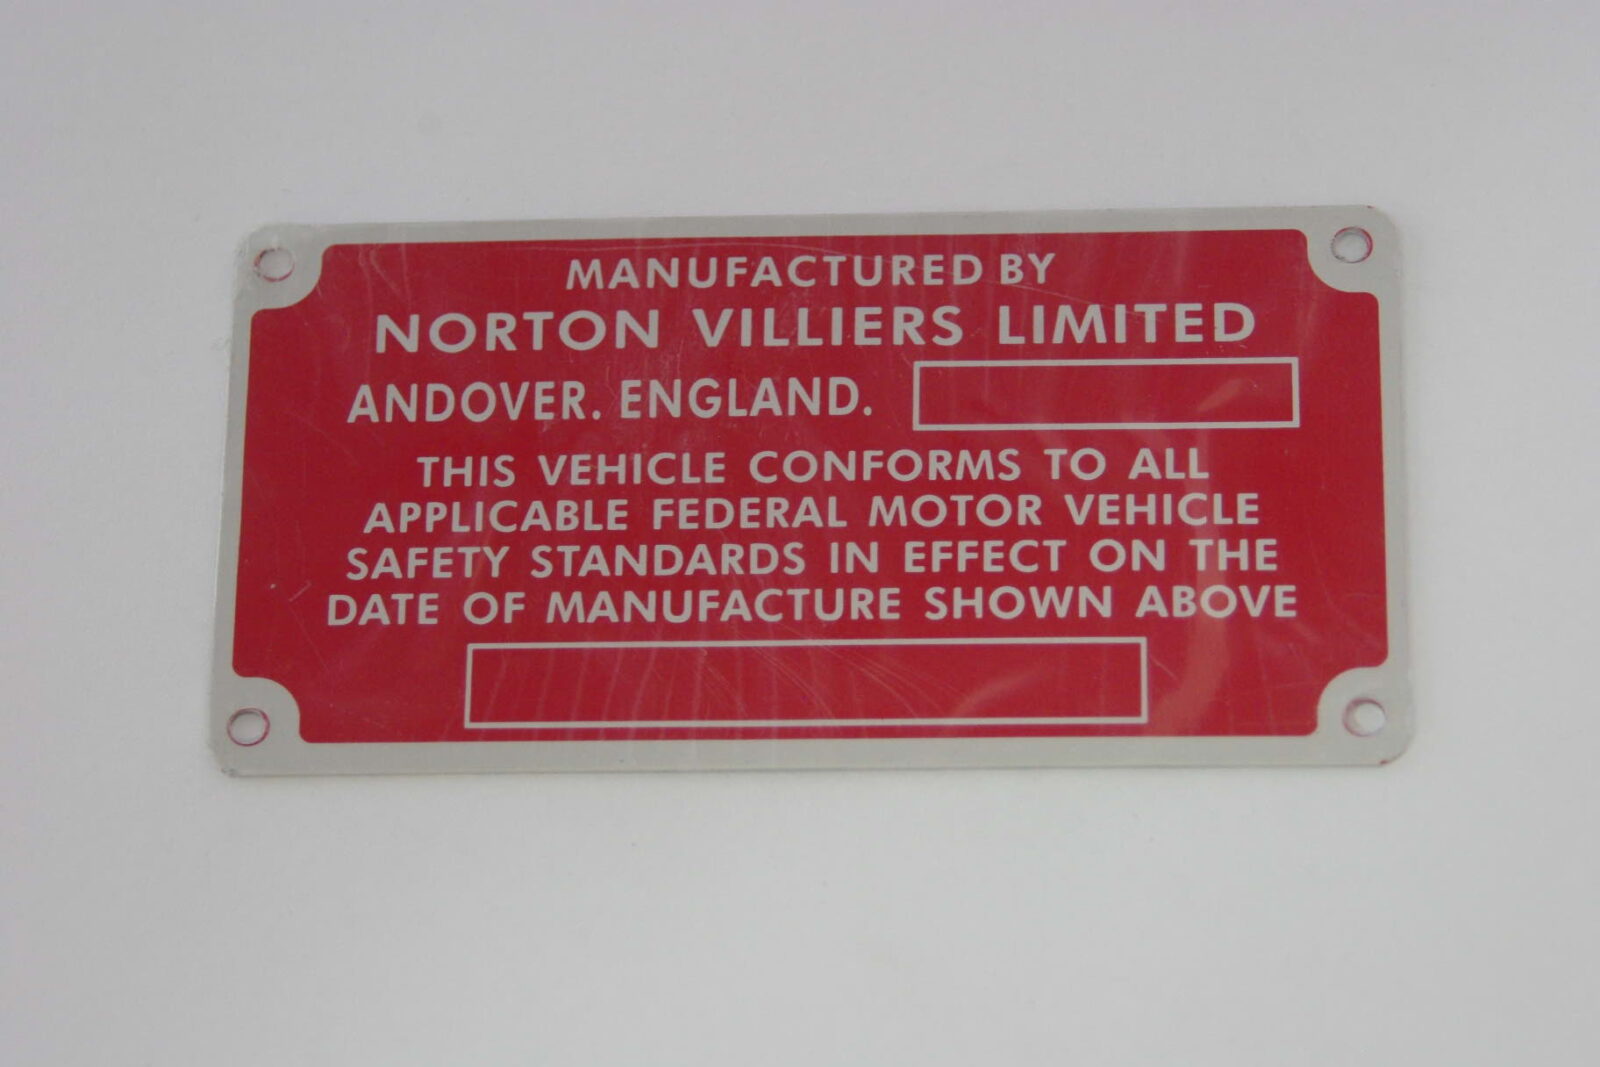 MANUFACTURED BY
NORTON VILLIERS LIMITED
ANDOVER. ENGLAND.
THIS VEHICLE CONFORMS TO ALL
APPLICABLE FEDERAL MOTOR VEHICLE
SAFETY STANDARDS IN EFFECT ON THE
DATE OF MANUFACTURE SHOWN ABOVE